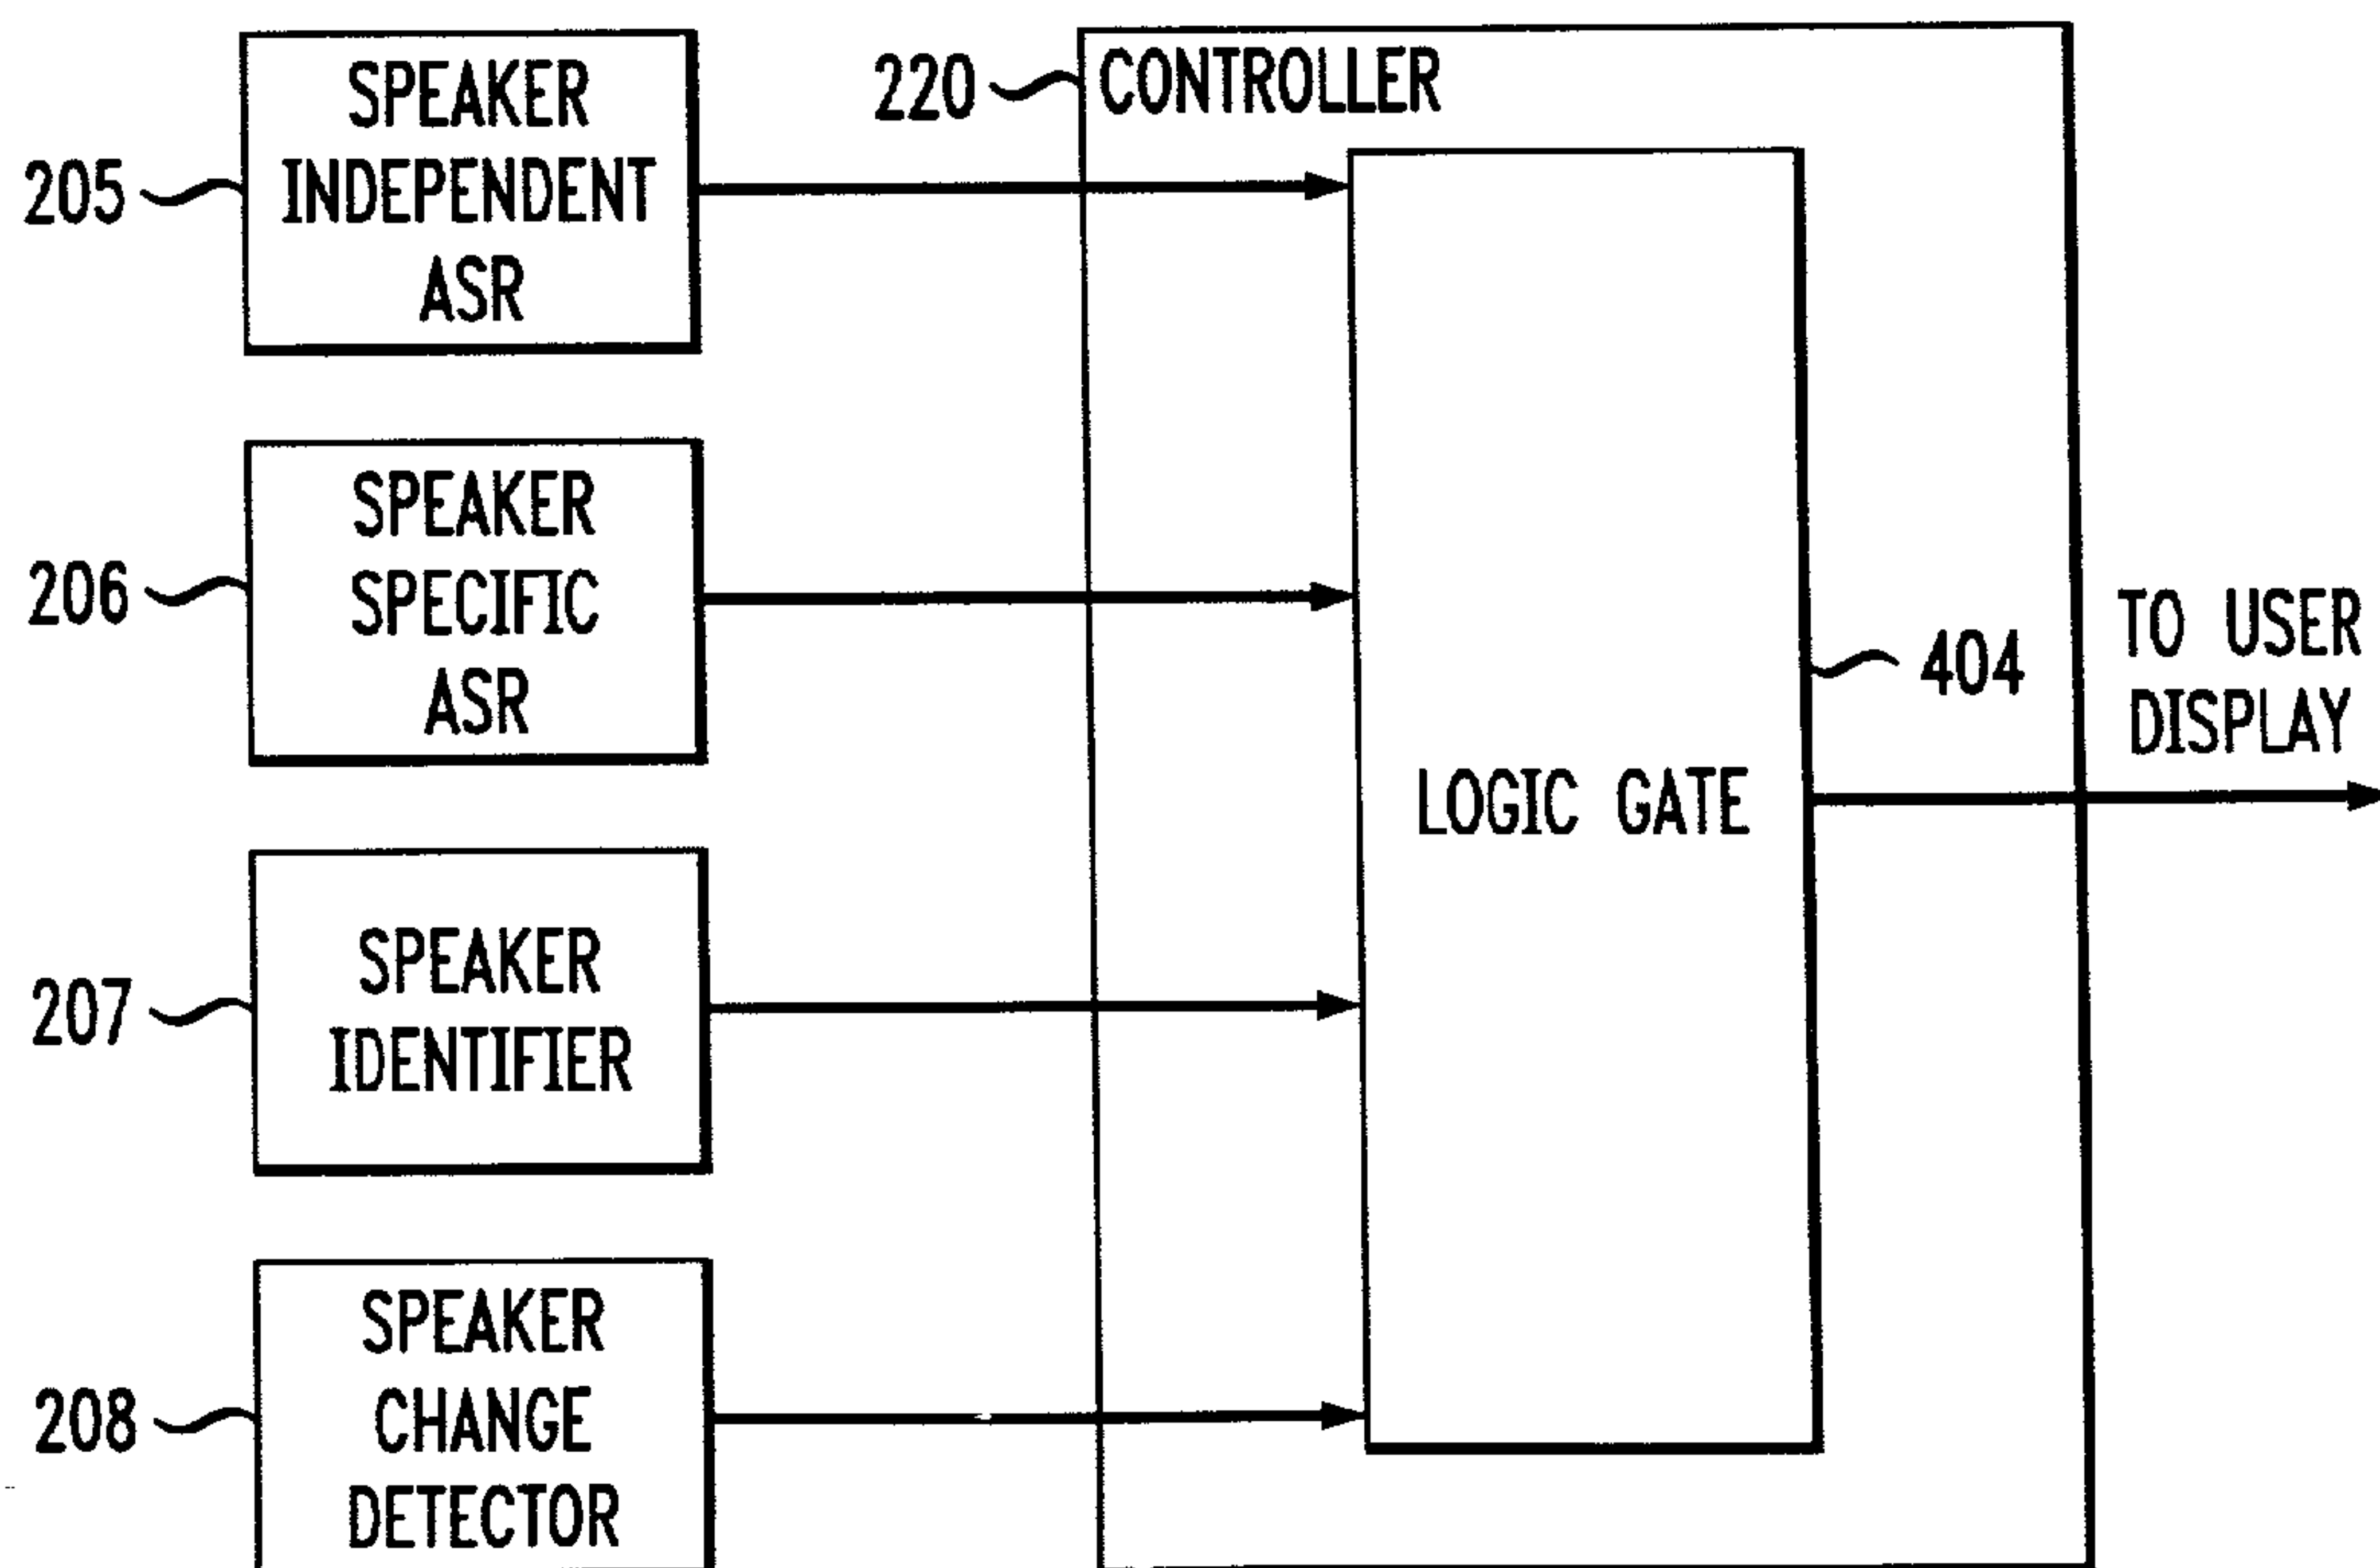 SPEAKER
INDEPENDENT
ASR
205
220
CONTROLLER
SPEAKER
SPECIFIC
ASR
206
LOGIC GATE
404
TO USER
DISPLAY
SPEAKER
IDENTIFIER
207
SPEAKER
CHANGE
DETECTOR
208